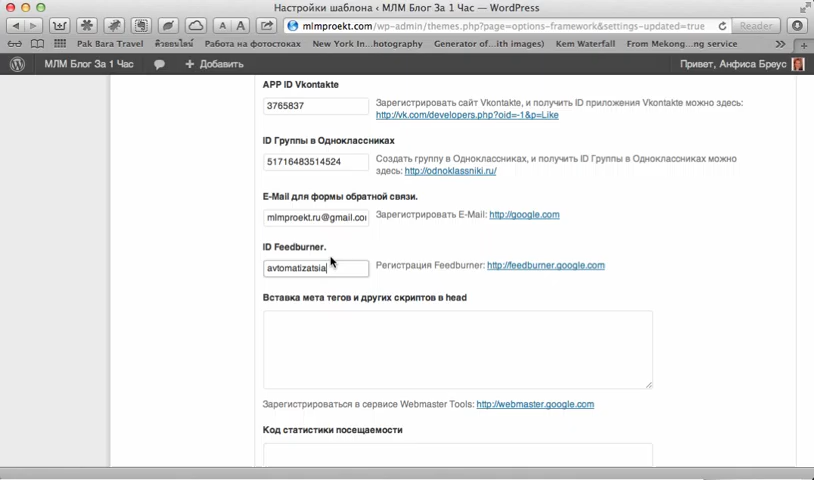 Настройки шаблона ‹ МЛМ Блог За 1 Час — WordPress
A A mlmproekt.com/wp-admin/themes.php?page=options-framework&settings-updated=true Reader
Pak Bara Travel Работа на фотостоках New York In...hotography Generator of...ith images) Kem Waterfall From Mekong...ng service
МЛМ Блог За 1 Час + Добавить Привет, Анфиса Бреус
APP ID Vkontakte
3765837 Зарегистрировать сайт Vkontakte, и получить ID приложения Vkontakte можно здесь:
http://vk.com/developers.php?oid=-1&p=Like
ID Группы в Одноклассниках
51716483514524 Создать группу в Одноклассниках, и получить ID Группы в Одноклассниках можно
здесь: http://odnoklassniki.ru/
E-Mail для формы обратной связи.
mlmproekt.ru@gmail.con Зарегистрировать E-Mail: http://google.com
ID Feedburner.
avtomatizatsia Регистрация Feedburner: http://feedburner.google.com
Вставка мета тегов и других скриптов в head
Зарегистрироваться в сервисе Webmaster Tools: http://webmaster.google.com
Код статистики посещаемости